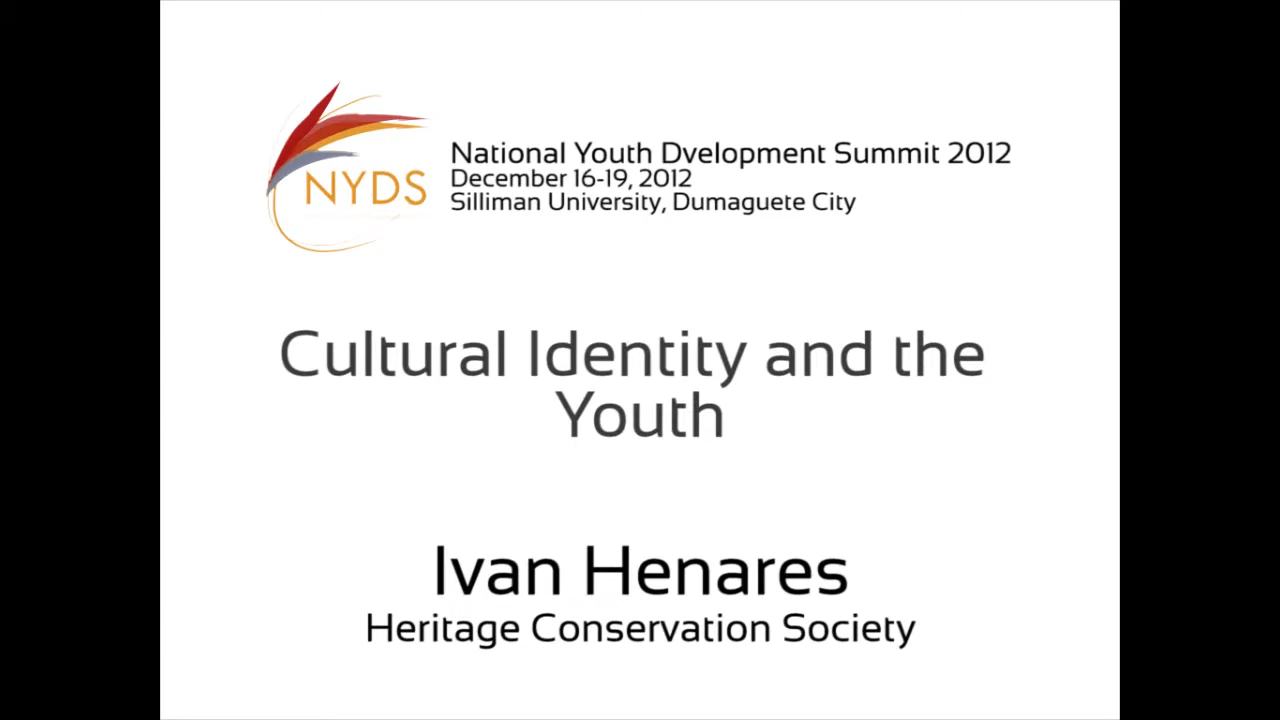 NYDS
National Youth Dvelopment Summit 2012
December 16-19, 2012
Silliman University, Dumaguete City
Cultural Identity and the
Youth
Ivan Henares
Heritage Conservation Society